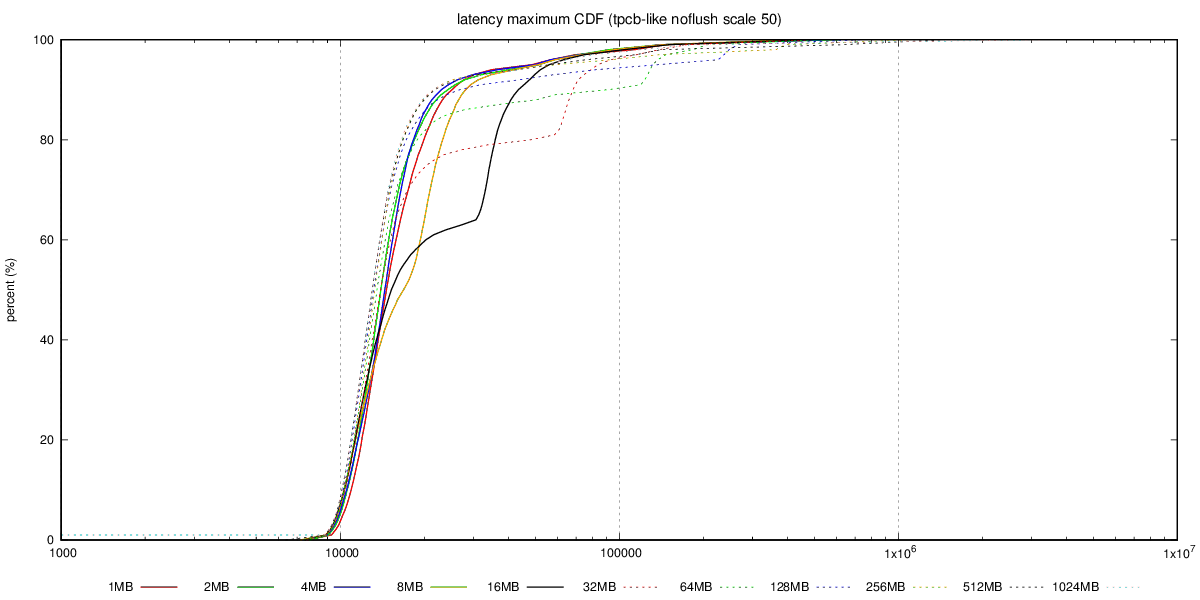 latency maximum CDF (tpcb-like noflush scale 50)
100
80
60
40
20
0
percent (%)
1000 10000 100000 1x10^6 1x10^7
1MB 2MB 4MB 8MB 16MB 32MB 64MB 128MB 256MB 512MB 1024MB